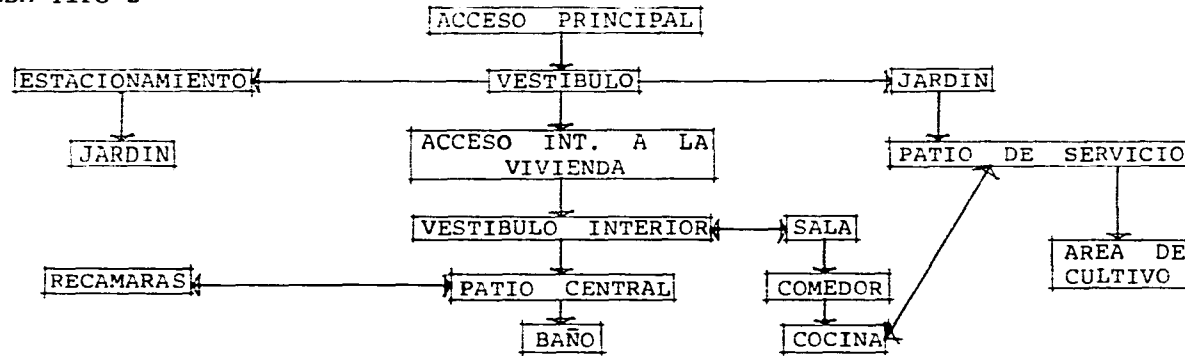 TIPO
ACCESO PRINCIPAL
ESTACIONAMIENTO VESTIBULO JARDIN
JARDIN
ACCESO INT. A LA
VIVIENDA
PATIO DE SERVICIO
VESTIBULO INTERIOR SALA
AREA DE
CULTIVO
RECAMARAS PATIO CENTRAL COMEDOR
BAÑO COCINA